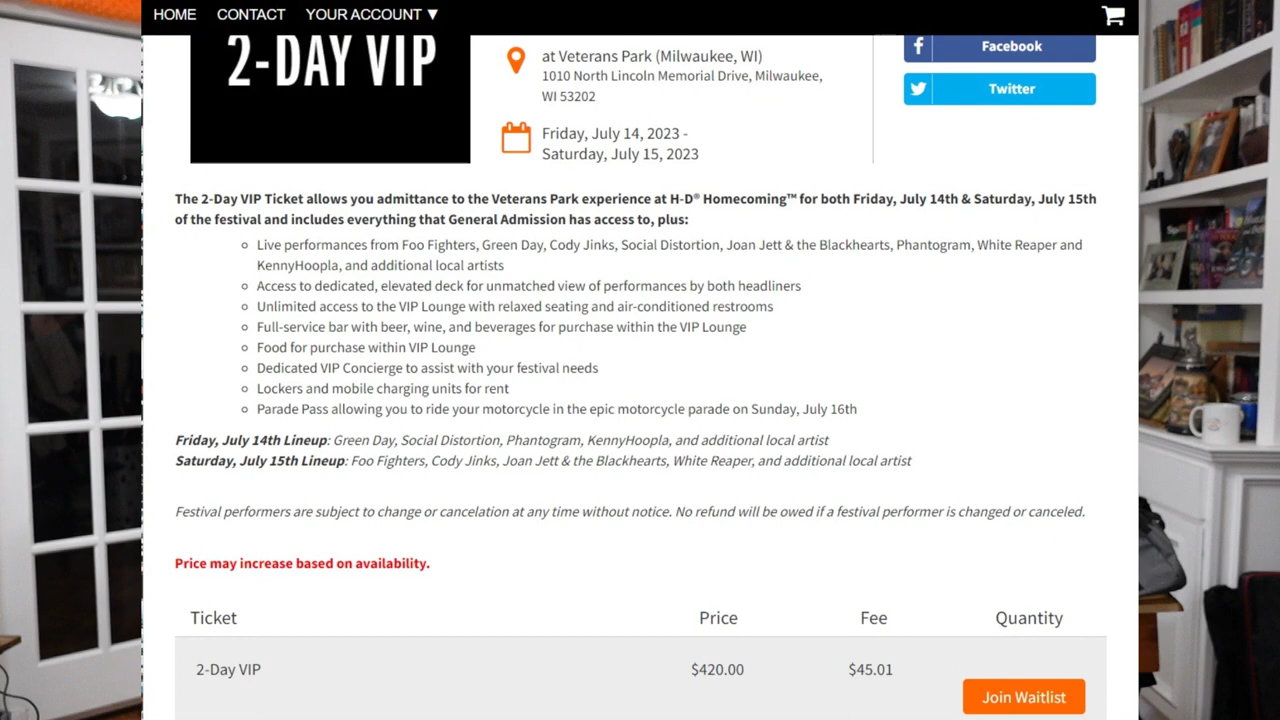 HOME CONTACT YOUR ACCOUNT ▼
2-DAY VIP
at Veterans Park (Milwaukee, WI)
1010 North Lincoln Memorial Drive, Milwaukee,
WI 53202
Friday, July 14, 2023 -
Saturday, July 15, 2023
Facebook
Twitter
The 2-Day VIP Ticket allows you admittance to the Veterans Park experience at H-D® Homecoming™ for both Friday, July 14th & Saturday, July 15th
of the festival and includes everything that General Admission has access to, plus:
Live performances from Foo Fighters, Green Day, Cody Jinks, Social Distortion, Joan Jett & the Blackhearts, Phantogram, White Reaper and
KennyHoopla, and additional local artists
Access to dedicated, elevated deck for unmatched view of performances by both headliners
Unlimited access to the VIP Lounge with relaxed seating and air-conditioned restrooms
Full-service bar with beer, wine, and beverages for purchase within the VIP Lounge
Food for purchase within VIP Lounge
Dedicated VIP Concierge to assist with your festival needs
Lockers and mobile charging units for rent
Parade Pass allowing you to ride your motorcycle in the epic motorcycle parade on Sunday, July 16th
Friday, July 14th Lineup: Green Day, Social Distortion, Phantogram, KennyHoopla, and additional local artist
Saturday, July 15th Lineup: Foo Fighters, Cody Jinks, Joan Jett & the Blackhearts, White Reaper, and additional local artist
Festival performers are subject to change or cancelation at any time without notice. No refund will be owed if a festival performer is changed or canceled.
Price may increase based on availability.
Ticket Price Fee Quantity
2-Day VIP $420.00 $45.01
Join Waitlist